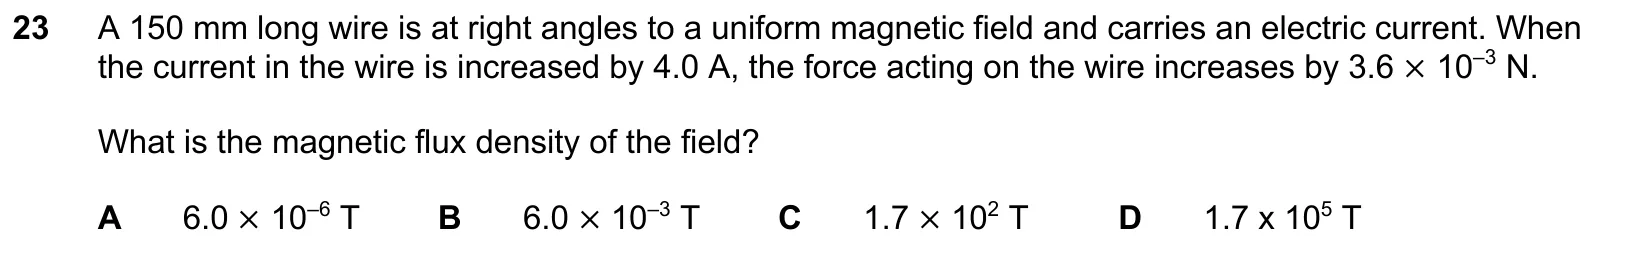 23 A 150 mm long wire is at right angles to a uniform magnetic field and carries an electric current. When
the current in the wire is increased by 4.0 A, the force acting on the wire increases by 3.6 × 10⁻³ N.
What is the magnetic flux density of the field?
A 6.0 × 10⁻⁶ T B 6.0 × 10⁻³ T C 1.7 × 10² T D 1.7 x 10⁵ T